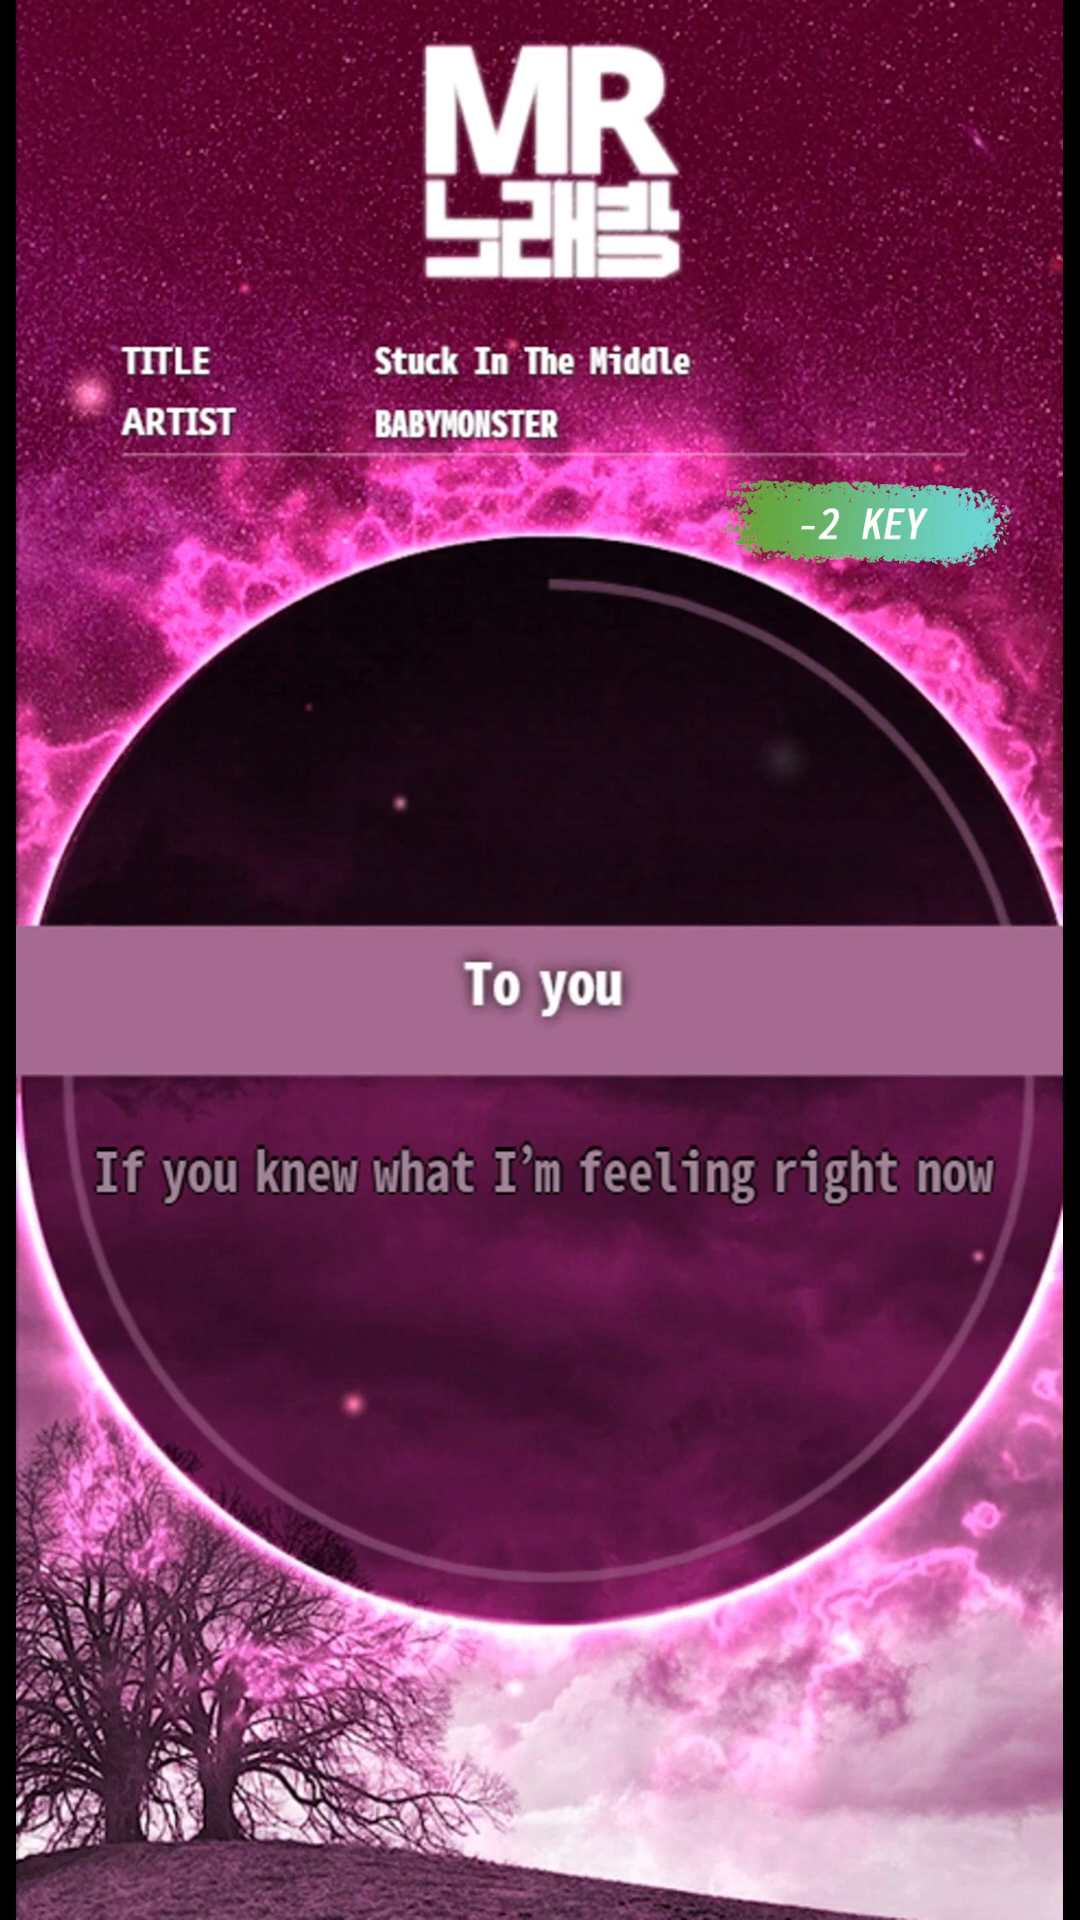 MR
노래방
TITLE Stuck In The Middle
ARTIST BABYMONSTER
-2 KEY
To you
If you knew what I’m feeling right now